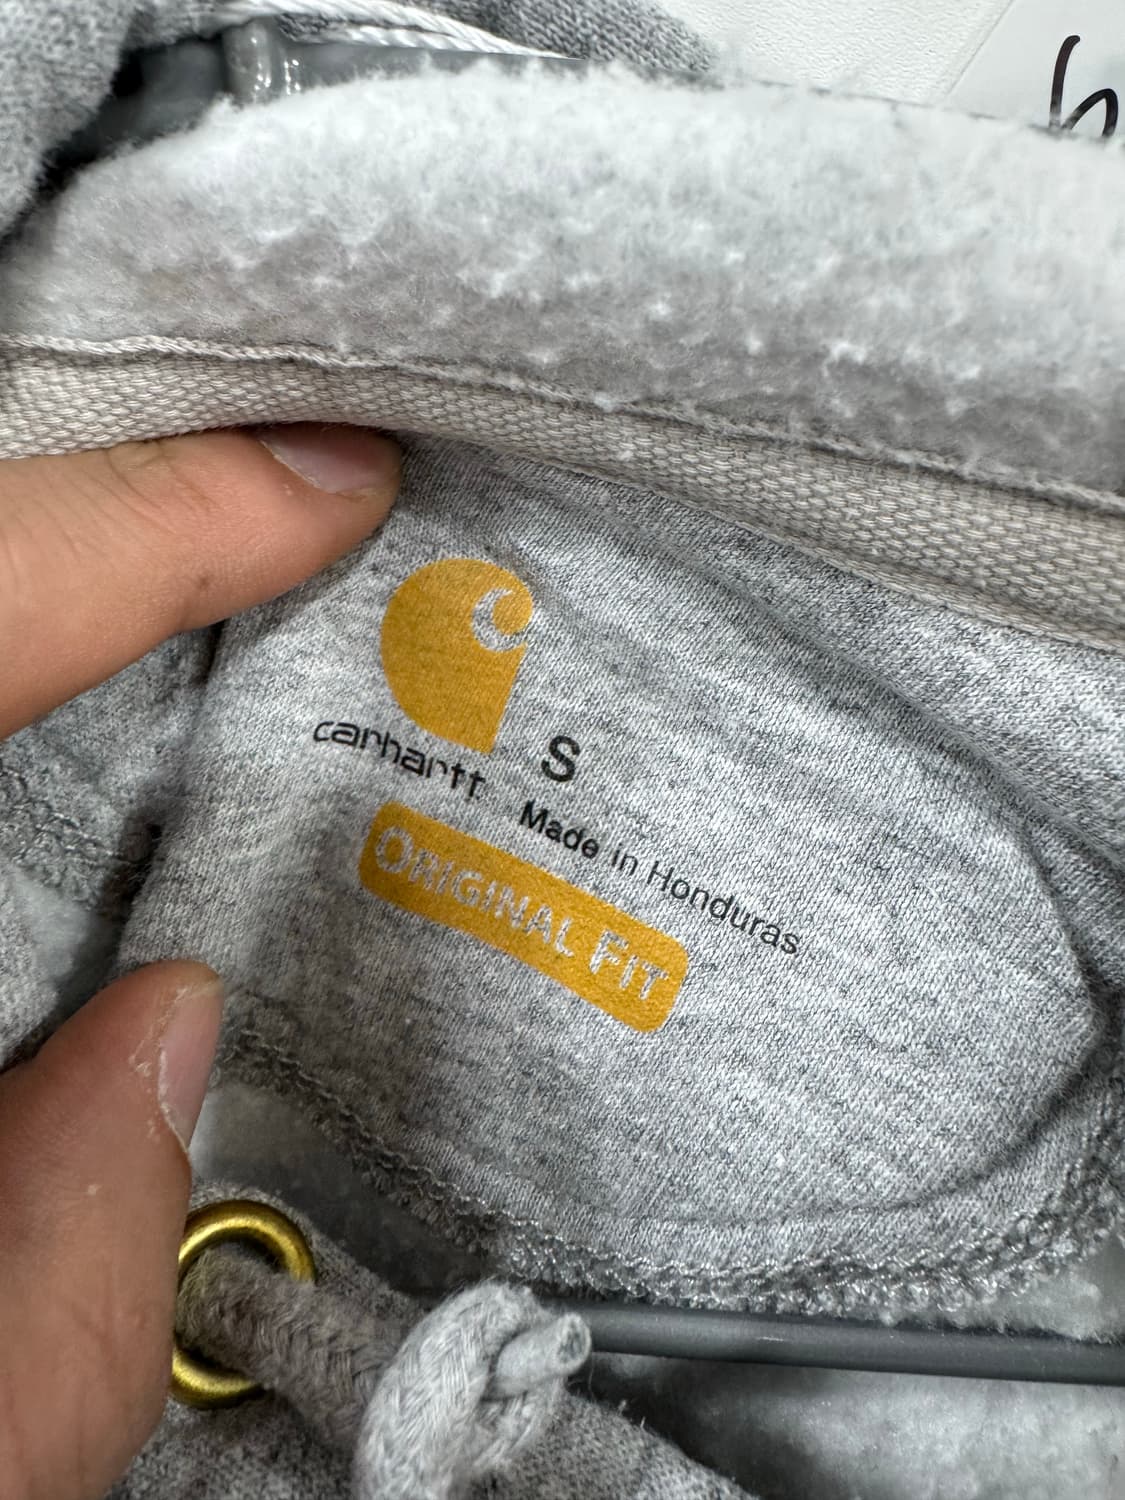 carhartt
S
Made in Honduras
ORIGINAL FIT